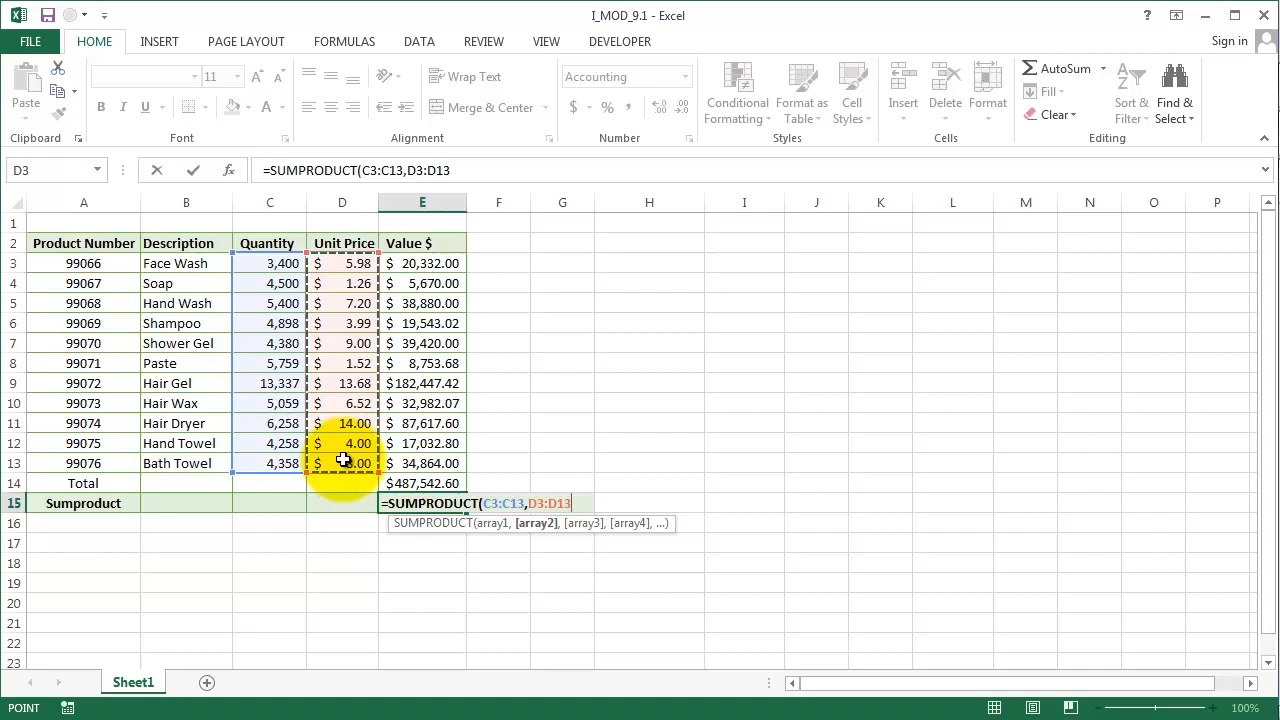 I_MOD_9.1 - Excel
FILE HOME INSERT PAGE LAYOUT FORMULAS DATA REVIEW VIEW DEVELOPER Sign in
Paste
11
Wrap Text
Merge & Center
Accounting
$ % ,
Conditional Formatting
Format as Table
Cell Styles
Insert Delete Format
AutoSum
Fill
Clear
Sort & Filter
Find & Select
Clipboard Font Alignment Number Styles Cells Editing
D3 fx =SUMPRODUCT(C3:C13,D3:D13
A B C D E F G H I J K L M N O P
1
2 Product Number Description Quantity Unit Price Value $
3 99066 Face Wash 3,400 $ 5.98 $ 20,332.00
4 99067 Soap 4,500 $ 1.26 $ 5,670.00
5 99068 Hand Wash 5,400 $ 7.20 $ 38,880.00
6 99069 Shampoo 4,898 $ 3.99 $ 19,543.02
7 99070 Shower Gel 4,380 $ 9.00 $ 39,420.00
8 99071 Paste 5,759 $ 1.52 $ 8,753.68
9 99072 Hair Gel 13,337 $ 13.68 $182,447.42
10 99073 Hair Wax 5,059 $ 6.52 $ 32,982.07
11 99074 Hair Dryer 6,258 $ 14.00 $ 87,617.60
12 99075 Hand Towel 4,258 $ 4.00 $ 17,032.80
13 99076 Bath Towel 4,358 $ $ 34,864.00
14 Total $487,542.60
15 Sumproduct =SUMPRODUCT(C3:C13,D3:D13
16 SUMPRODUCT(array1, [array2], [array3], [array4], ...)
17
18
19
20
21
22
23
Sheet1
POINT 100%